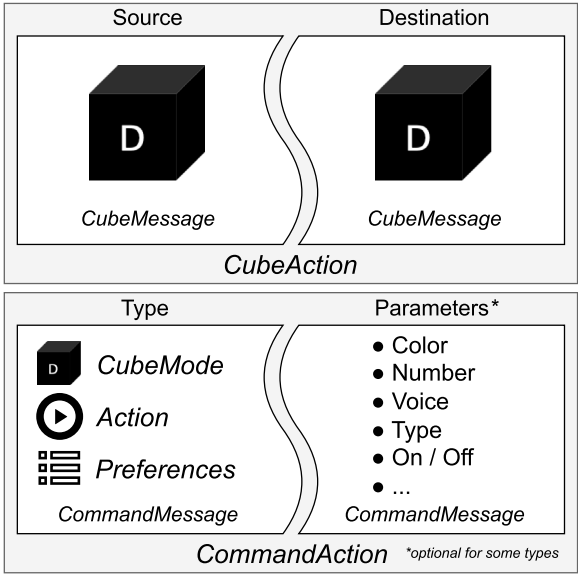 Source
Destination
D
D
CubeMessage
CubeMessage
CubeAction
Type
Parameters*
D
CubeMode
Action
Preferences
CommandMessage
● Color
● Number
● Voice
● Type
● On / Off
● ...
CommandMessage
CommandAction
*optional for some types